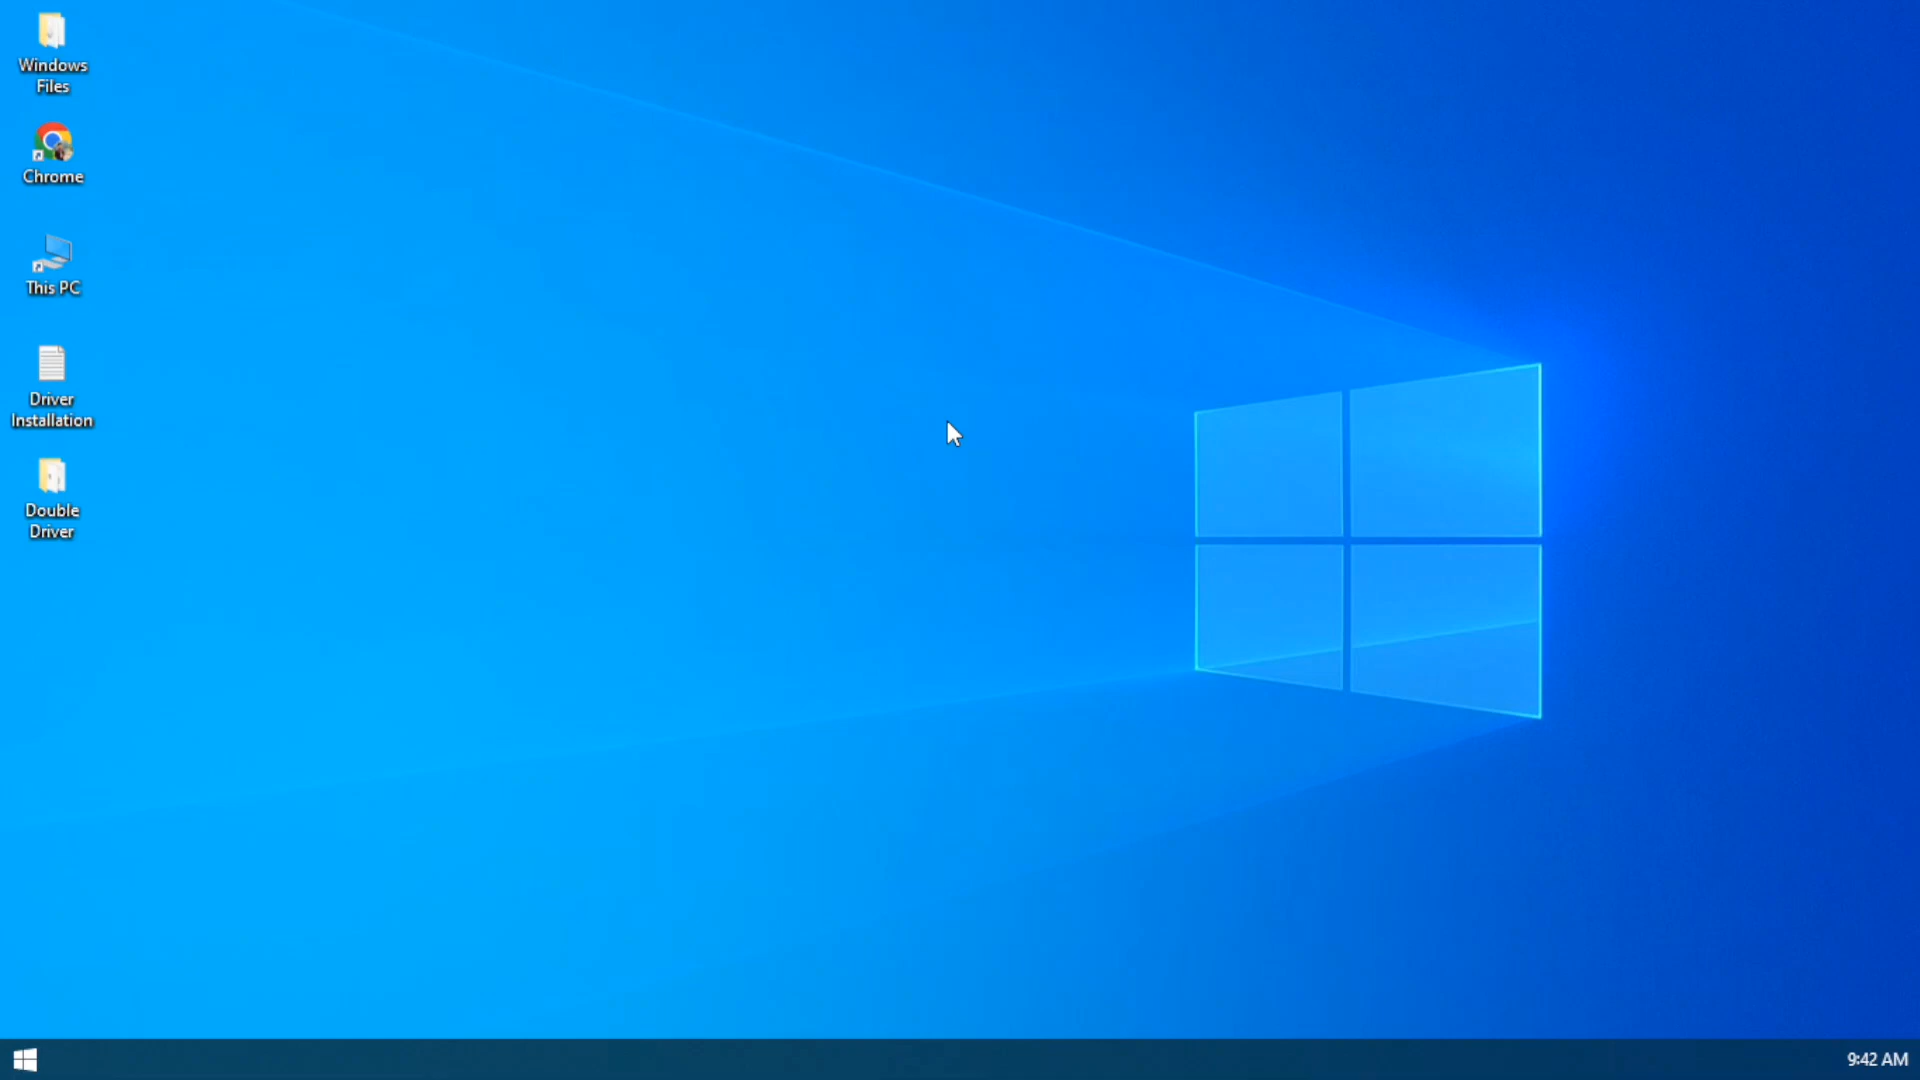 Windows
Files
Chrome
This PC
Driver
Installation
Double
Driver
9:42 AM